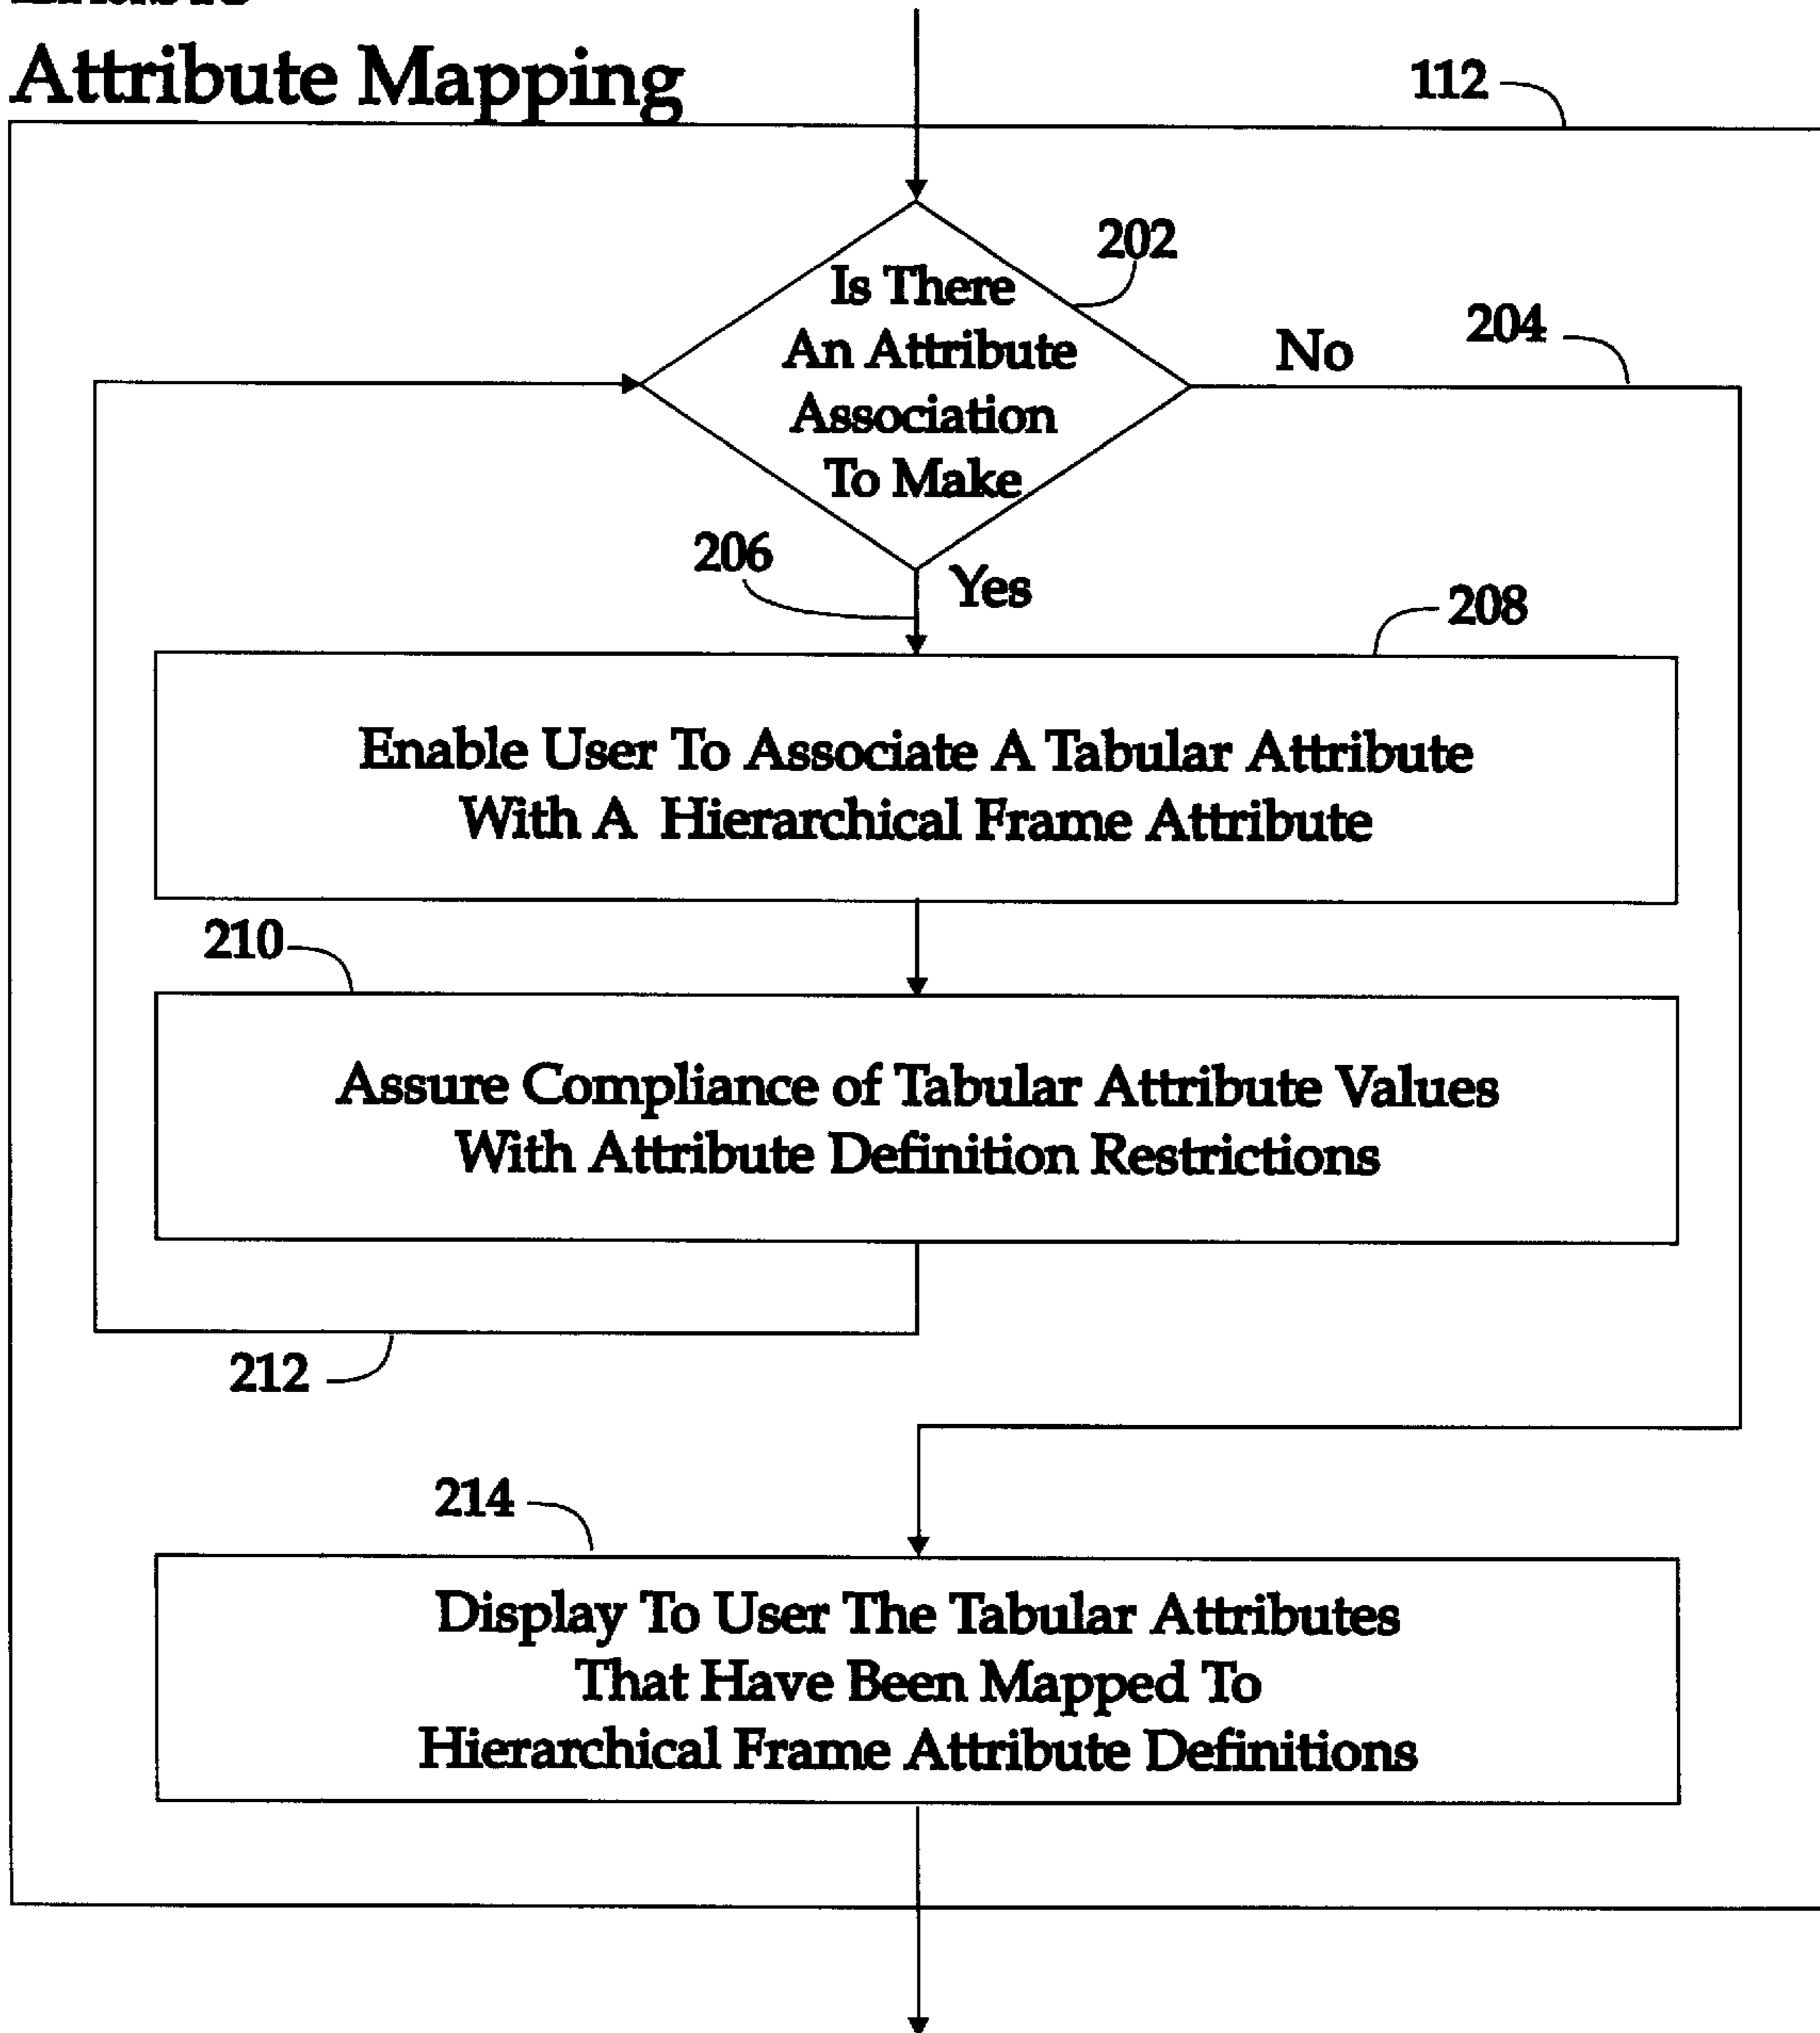 Attribute Mapping
112
202
Is There
An Attribute
Association
To Make
No
204
206
Yes
208
Enable User To Associate A Tabular Attribute
With A Hierarchical Frame Attribute
210
Assure Compliance of Tabular Attribute Values
With Attribute Definition Restrictions
212
214
Display To User The Tabular Attributes
That Have Been Mapped To
Hierarchical Frame Attribute Definitions